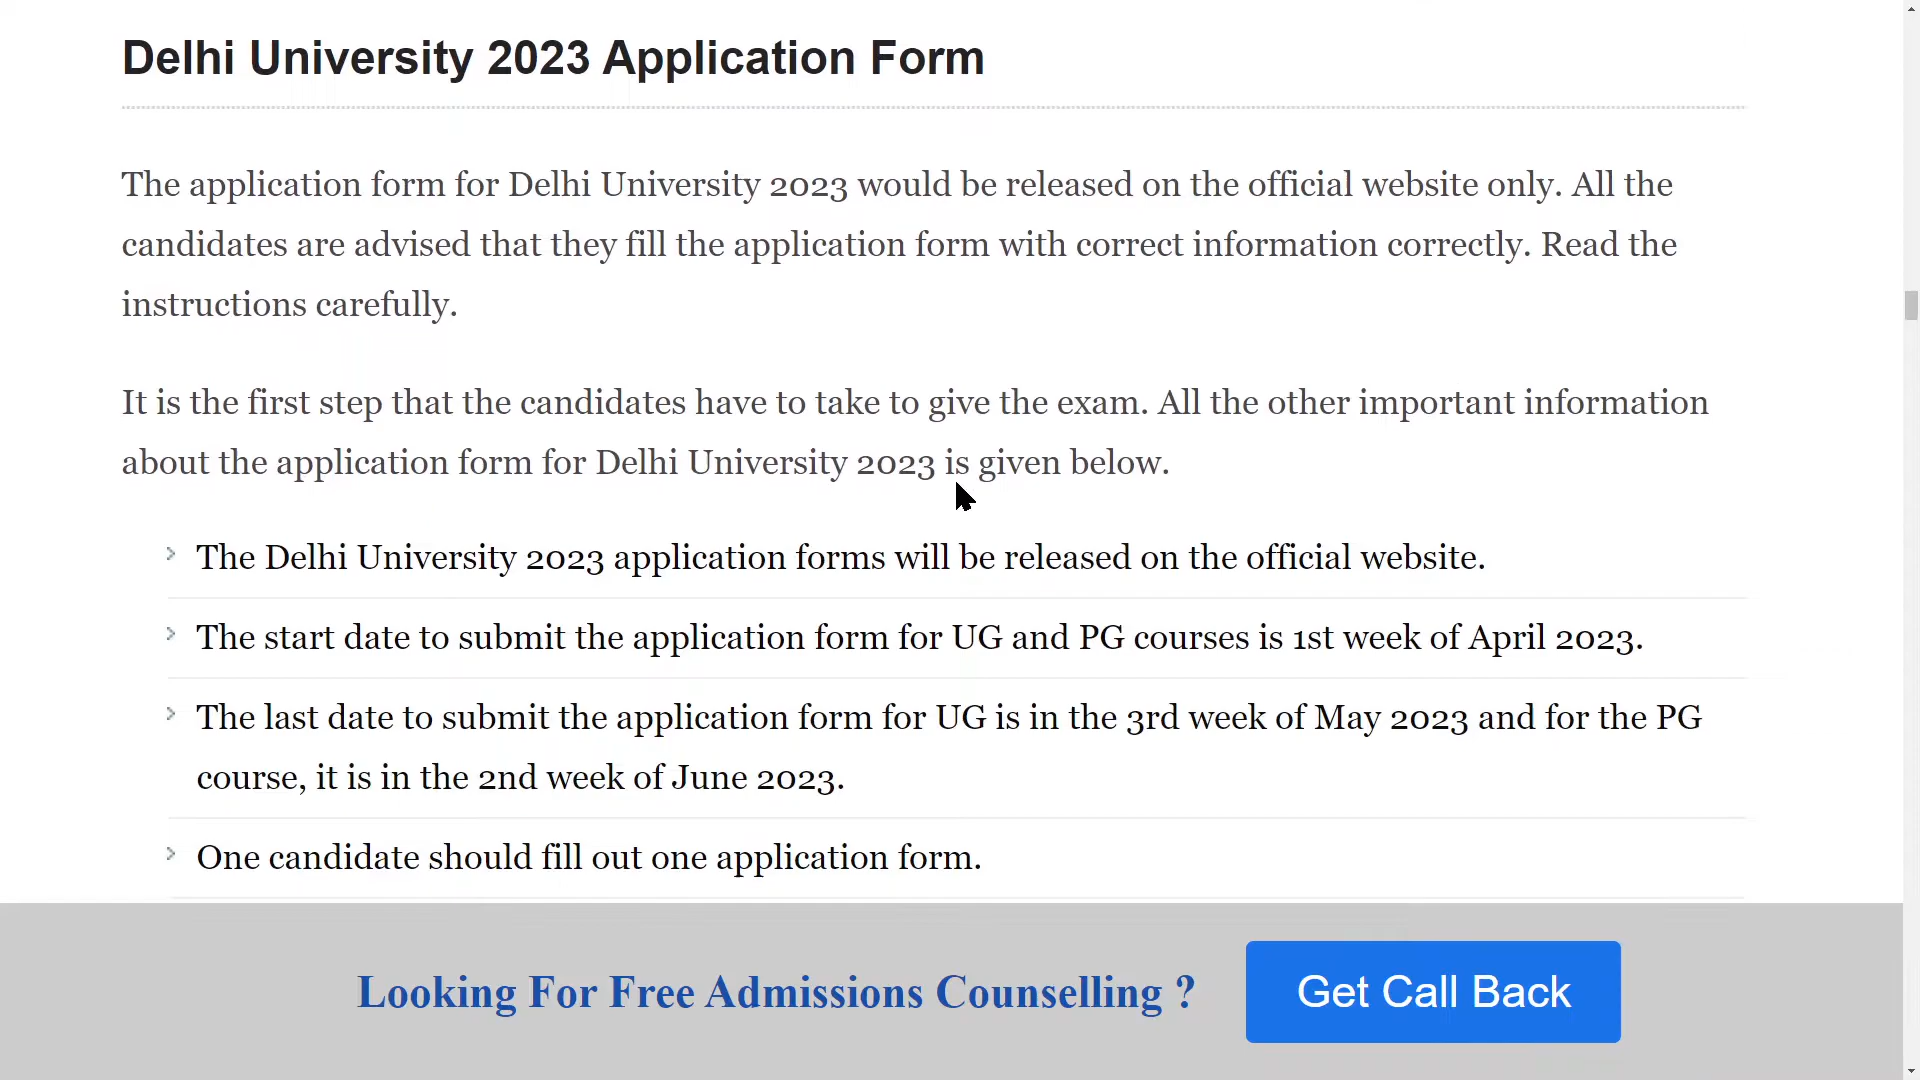 Delhi University 2023 Application Form
The application form for Delhi University 2023 would be released on the official website only. All the
candidates are advised that they fill the application form with correct information correctly. Read the
instructions carefully.
It is the first step that the candidates have to take to give the exam. All the other important information
about the application form for Delhi University 2023 is given below.
The Delhi University 2023 application forms will be released on the official website.
The start date to submit the application form for UG and PG courses is 1st week of April 2023.
The last date to submit the application form for UG is in the 3rd week of May 2023 and for the PG
course, it is in the 2nd week of June 2023.
One candidate should fill out one application form.
Looking For Free Admissions Counselling ?
Get Call Back